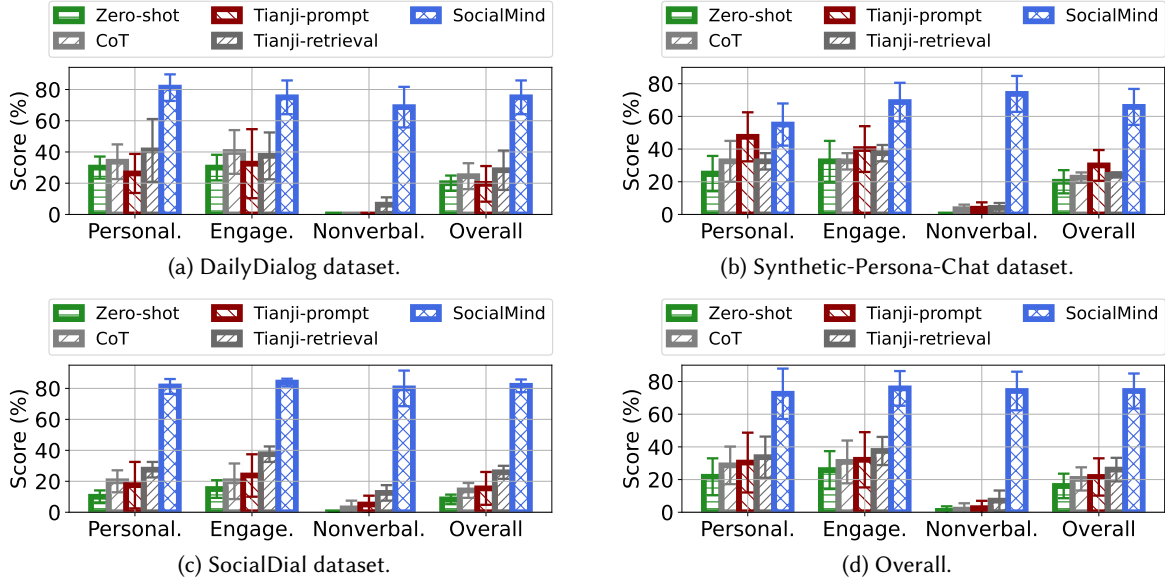 Zero-shot Tianji-prompt SocialMind
CoT Tianji-retrieval
Score (%)
80
60
40
20
0
Personal. Engage. Nonverbal. Overall
(a) DailyDialog dataset.
Zero-shot Tianji-prompt SocialMind
CoT Tianji-retrieval
Score (%)
80
60
40
20
0
Personal. Engage. Nonverbal. Overall
(b) Synthetic-Persona-Chat dataset.
Zero-shot Tianji-prompt SocialMind
CoT Tianji-retrieval
Score (%)
80
60
40
20
0
Personal. Engage. Nonverbal. Overall
(c) SocialDial dataset.
Zero-shot Tianji-prompt SocialMind
CoT Tianji-retrieval
Score (%)
80
60
40
20
0
Personal. Engage. Nonverbal. Overall
(d) Overall.